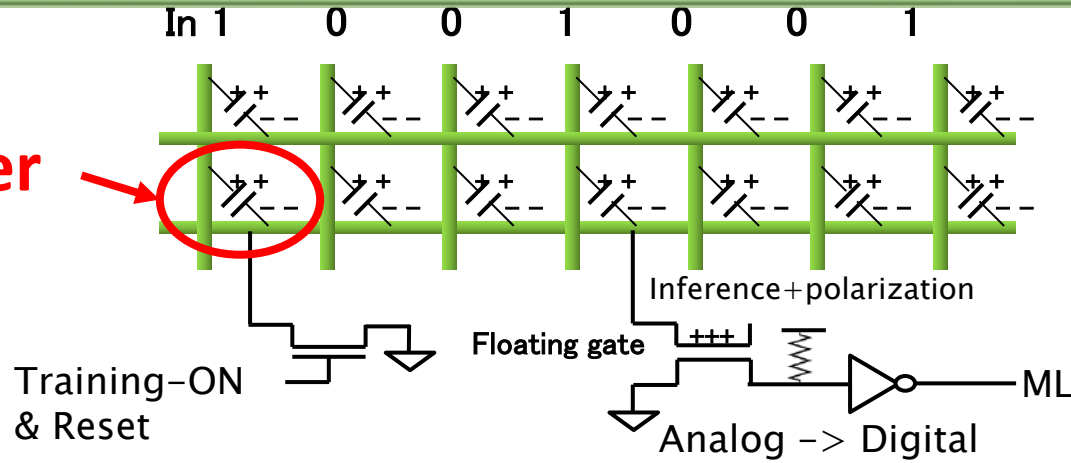 In 1 0 0 1 0 0 1
+ + + + + + + + + + + + + +
- - - - - - - - - - - - - -
er
+ + + + + + + + + + + + + +
- - - - - - - - - - - - - -
Inference+polarization
Floating gate
+++
Training-ON
& Reset
ML
Analog -> Digital